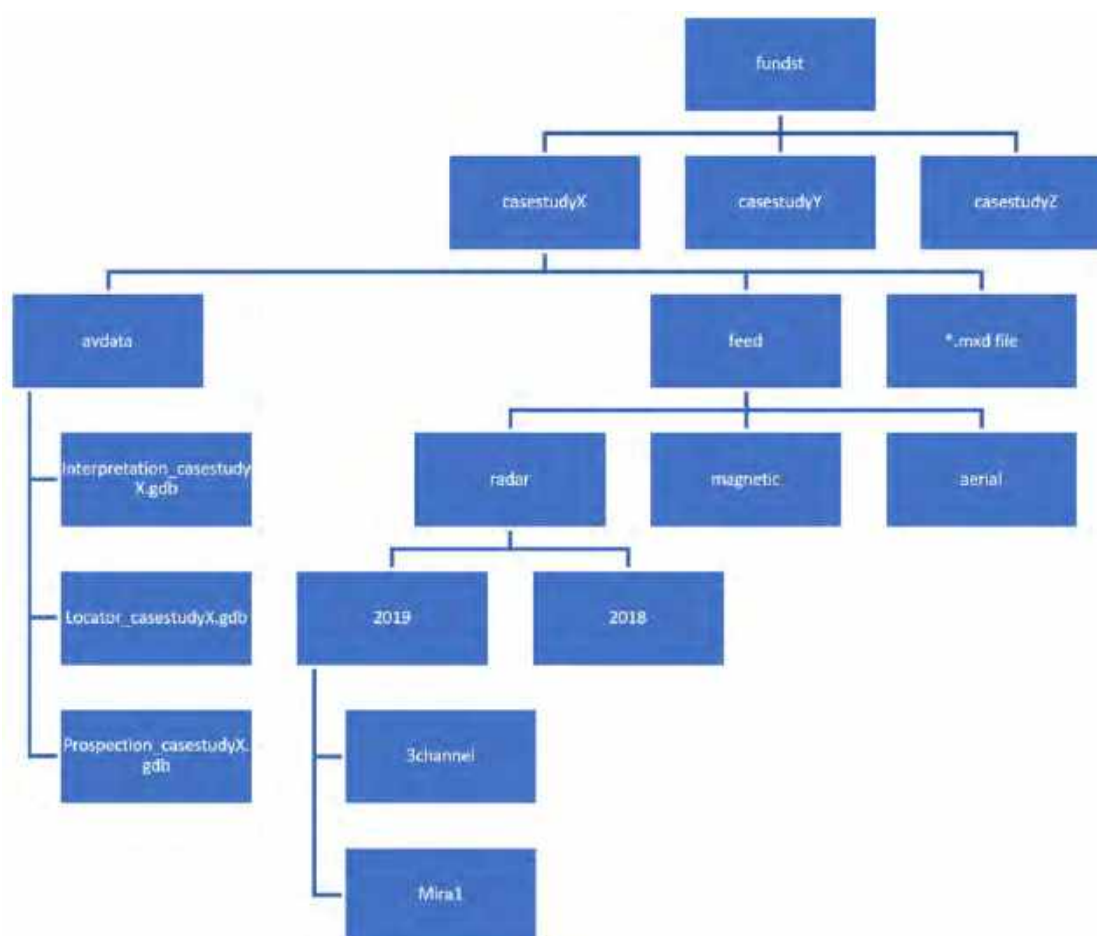 fundst
casestudyX
casestudyY
casestudyZ
avdata
feed
*.mxd file
Interpretation_casestudy
X.gdb
radar
magnetic
aerial
Locator_casestudyX.gdb
2019
2018
Prospection_casestudyX.
gdb
3channel
Mira1